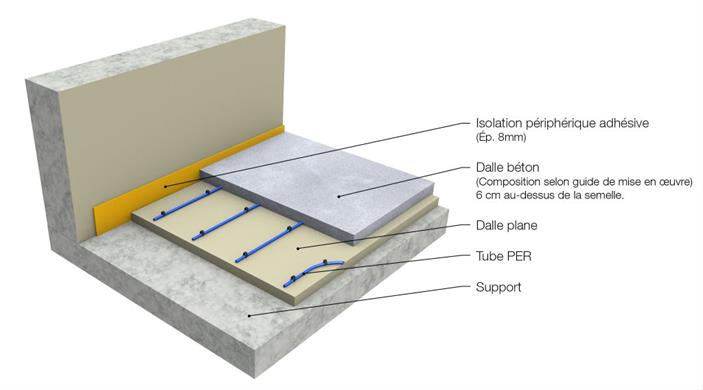 Isolation périphérique adhésive
(Ép. 8mm)
Dalle béton
(Composition selon guide de mise en œuvre)
6 cm au-dessus de la semelle.
Dalle plane
Tube PER
Support